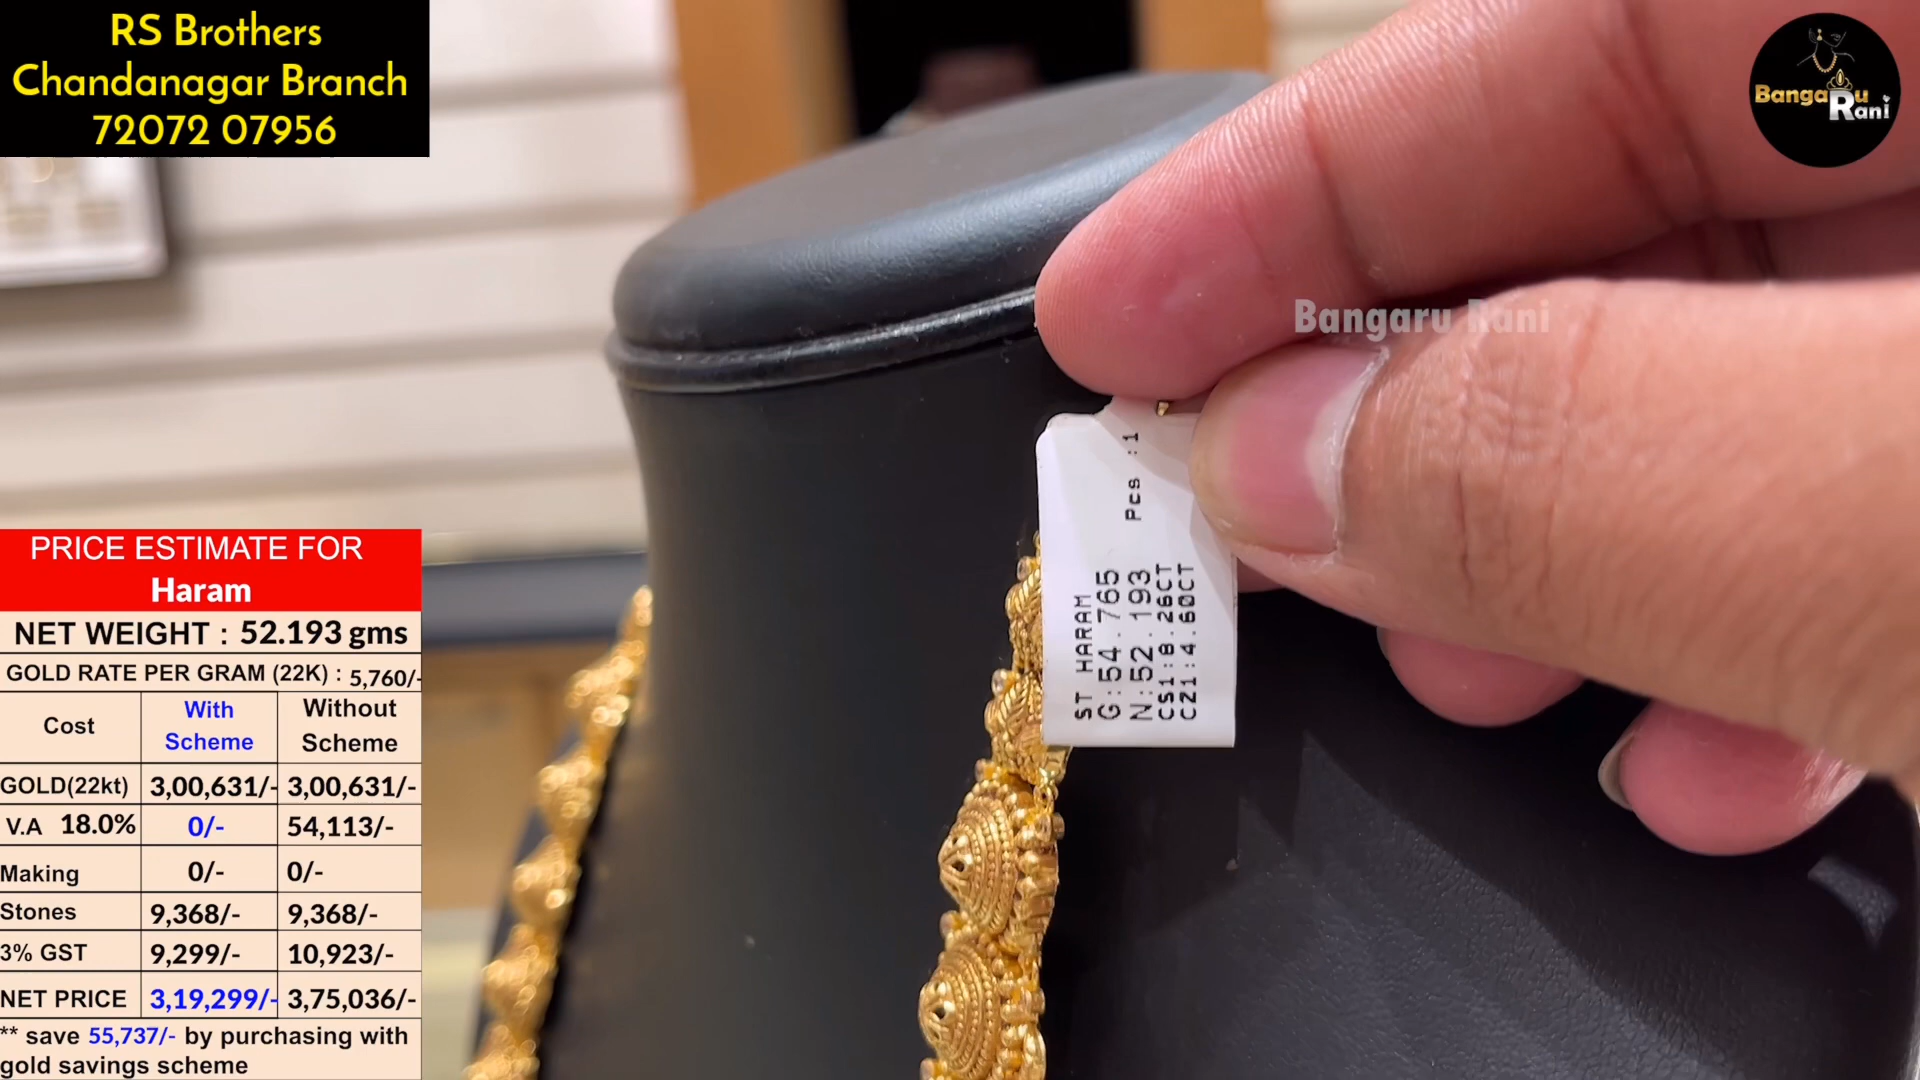 RS Brothers
Chandanagar Branch
72072 07956
Bangaru
Rani
Bangaru Rani
Pcs :1
ST HARAM
G:54.765
N:52.193
CS1:8.26CT
CZ1:4.60CT
PRICE ESTIMATE FOR
Haram
NET WEIGHT : 52.193 gms
GOLD RATE PER GRAM (22K) : 5,760/-
Cost With Scheme Without Scheme
GOLD(22kt) 3,00,631/- 3,00,631/-
V.A 18.0% 0/- 54,113/-
Making 0/- 0/-
Stones 9,368/- 9,368/-
3% GST 9,299/- 10,923/-
NET PRICE 3,19,299/- 3,75,036/-
** save 55,737/- by purchasing with
gold savings scheme